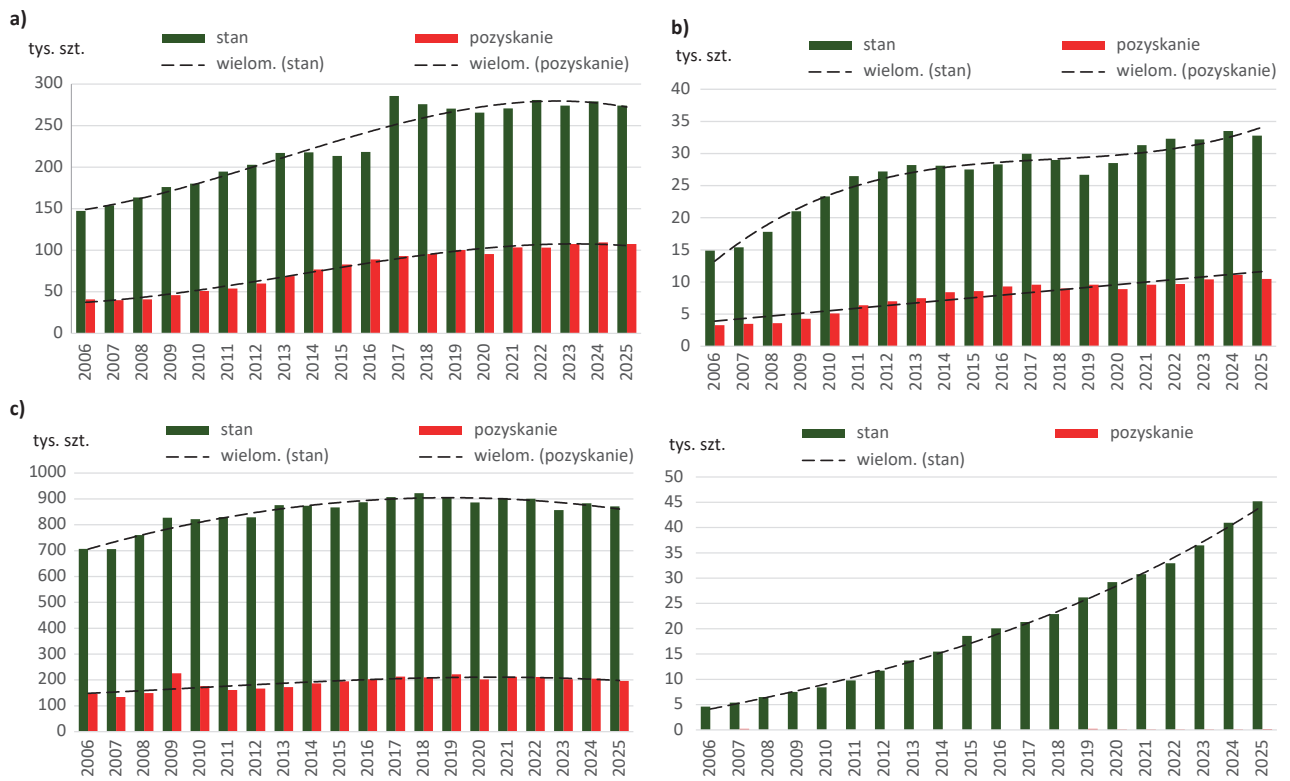 a)
tys. szt.
stan
pozyskanie
wielom. (stan)
wielom. (pozyskanie)
300
250
200
150
100
50
0
2006 2007 2008 2009 2010 2011 2012 2013 2014 2015 2016 2017 2018 2019 2020 2021 2022 2023 2024 2025
b)
tys. szt.
stan
pozyskanie
wielom. (stan)
wielom. (pozyskanie)
40
35
30
25
20
15
10
5
0
2006 2007 2008 2009 2010 2011 2012 2013 2014 2015 2016 2017 2018 2019 2020 2021 2022 2023 2024 2025
c)
tys. szt.
stan
pozyskanie
wielom. (stan)
wielom. (pozyskanie)
1000
900
800
700
600
500
400
300
200
100
0
2006 2007 2008 2009 2010 2011 2012 2013 2014 2015 2016 2017 2018 2019 2020 2021 2022 2023 2024 2025
tys. szt.
stan
pozyskanie
wielom. (stan)
50
45
40
35
30
25
20
15
10
5
0
2006 2007 2008 2009 2010 2011 2012 2013 2014 2015 2016 2017 2018 2019 2020 2021 2022 2023 2024 2025